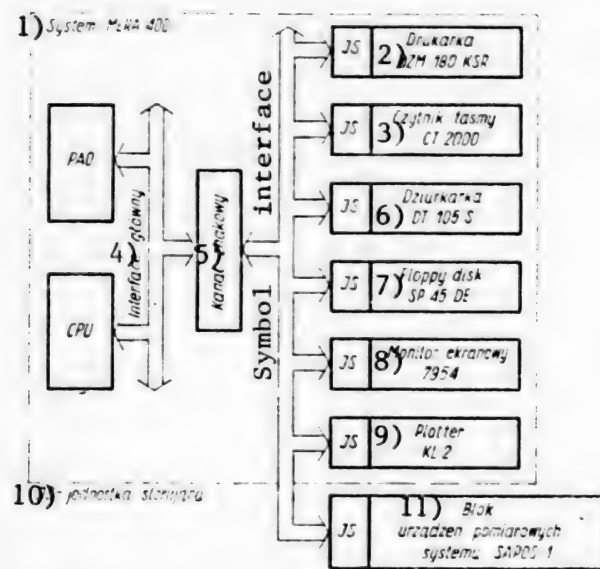 1) System MERA 400
JS
2) Drukarka
DZM 180 KSR
JS
3) Czytnik taśmy
CT 2000
PAO
4) Interface główny
5) Kanał znakowy
Symbol interface
JS
6) Dziurkarka
DT 105 S
JS
7) Floppy disk
SP 45 DE
CPU
JS
8) Monitor ekranowy
7954
JS
9) Plotter
KL 2
10) jednostka sterująca
JS
11) Blok
urządzeń pomiarowych
systemu SAPOS 1